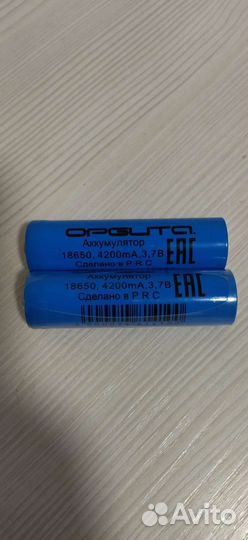 ОРБИТА
Аккумулятор
18650, 4200mA,3,7В
Сделано в P R C
EAC
Аккумулятор
18650, 4200mA,3,7В
Сделано в P R C
EAC
Avito